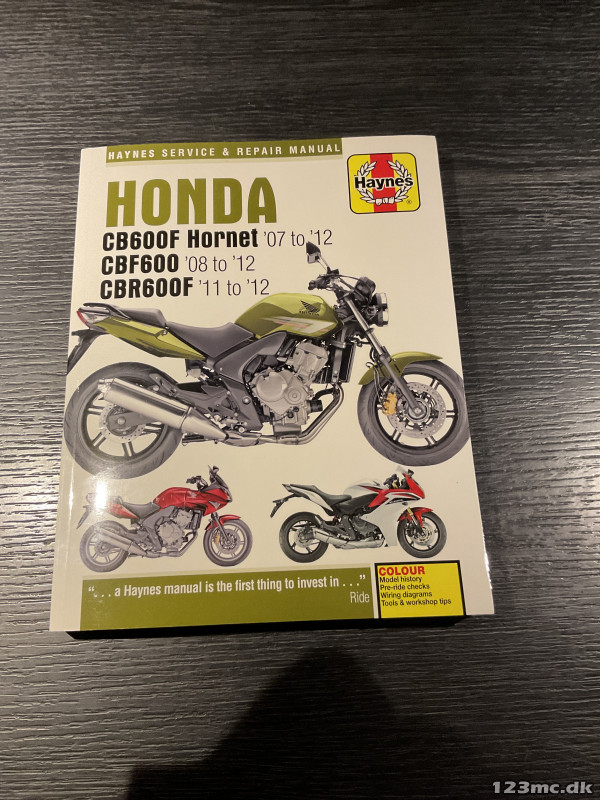 HAYNES SERVICE & REPAIR MANUAL
Haynes
HONDA
CB600F Hornet '07 to '12
CBF600 '08 to '12
CBR600F '11 to '12
"... a Haynes manual is the first thing to invest in ..."
Ride
COLOUR
Model history
Pre-ride checks
Wiring diagrams
Tools & workshop tips
123mc.dk